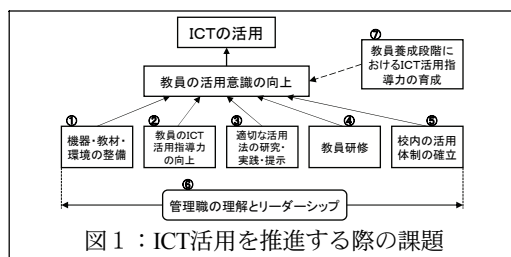 ICTの活用
⑦
教員養成段階に
おけるICT活用指
導力の育成
教員の活用意識の向上
①
機器・教材・
環境の整備
②
教員のICT
活用指導力
の向上
③
適切な活用
法の研究・
実践・提示
④
教員研修
⑤
校内の活用
体制の確立
⑥
管理職の理解とリーダーシップ
図1:ICT活用を推進する際の課題